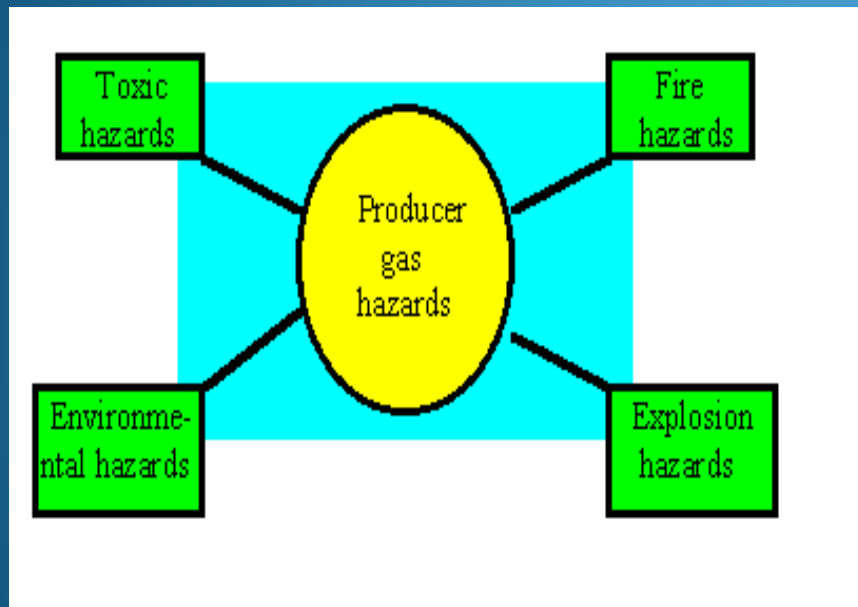 Toxic
hazards
Fire
hazards
Producer
gas
hazards
Environme-
ntal hazards
Explosion
hazards